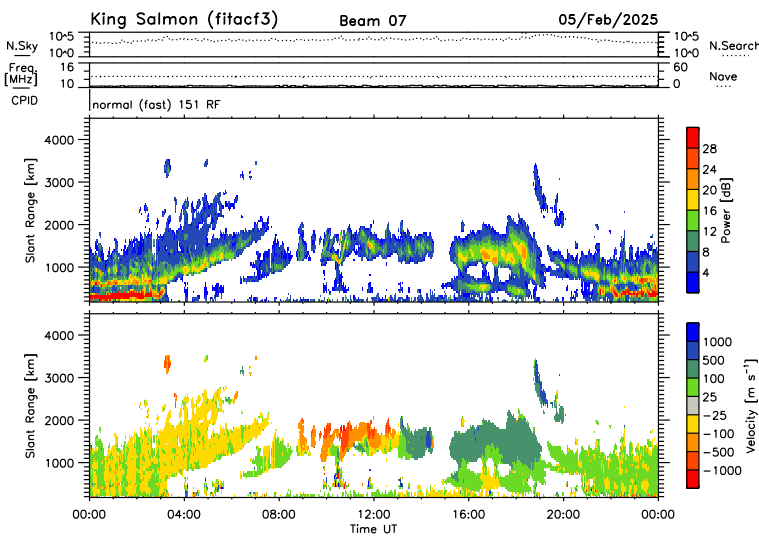 King Salmon (fitacf3) Beam 07 05/Feb/2025
N.Sky 10^5 10^0 10^5 10^0 N.Search
Freq. [MHz] 16 10 60 0 Nave
CPID normal (fast) 151 RF
Slant Range [km] 4000 3000 2000 1000
28 24 20 16 12 8 4 Power [dB]
Slant Range [km] 4000 3000 2000 1000
1000 500 100 25 −25 −100 −500 −1000 Velocity [m s⁻¹]
00:00 04:00 08:00 12:00 16:00 20:00 00:00
Time UT